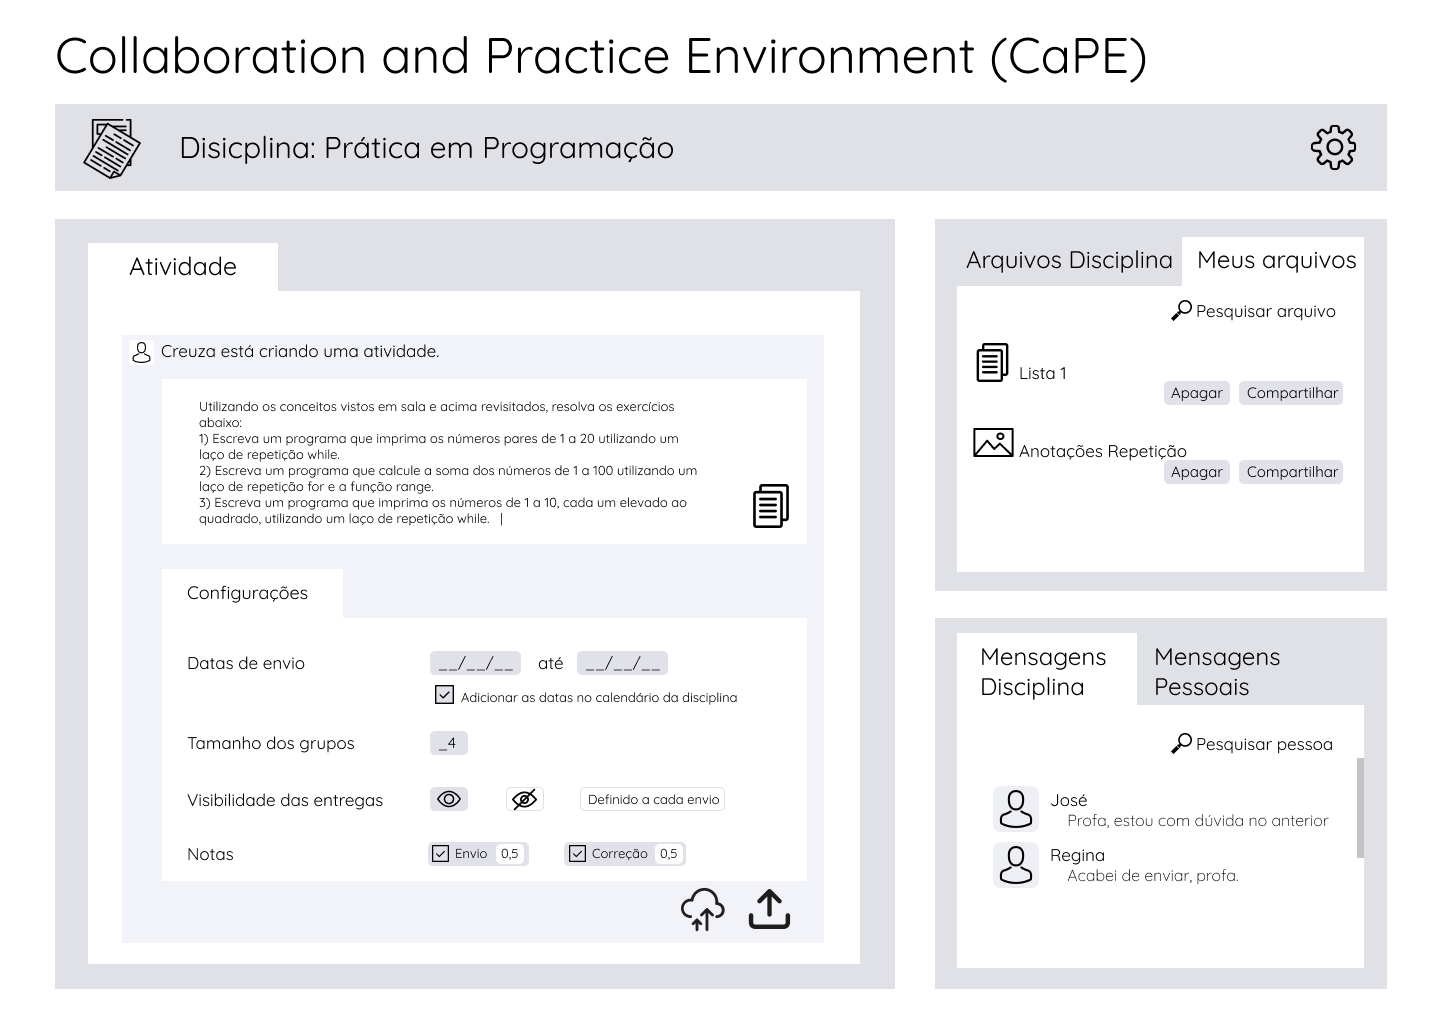 Collaboration and Practice Environment (CaPE)
Disicplina: Prática em Programação
Atividade
Creuza está criando uma atividade.
Utilizando os conceitos vistos em sala e acima revisitados, resolva os exercícios
abaixo:
1) Escreva um programa que imprima os números pares de 1 a 20 utilizando um
laço de repetição while.
2) Escreva um programa que calcule a soma dos números de 1 a 100 utilizando um
laço de repetição for e a função range.
3) Escreva um programa que imprima os números de 1 a 10, cada um elevado ao
quadrado, utilizando um laço de repetição while. |
Configurações
Datas de envio __/__/__ até __/__/__
Adicionar as datas no calendário da disciplina
Tamanho dos grupos _4
Visibilidade das entregas Definido a cada envio
Notas Envio 0,5 Correção 0,5
Arquivos Disciplina Meus arquivos
Pesquisar arquivo
Lista 1
Apagar Compartilhar
Anotações Repetição
Apagar Compartilhar
Mensagens
Disciplina
Mensagens
Pessoais
Pesquisar pessoa
José
Profa, estou com dúvida no anterior
Regina
Acabei de enviar, profa.